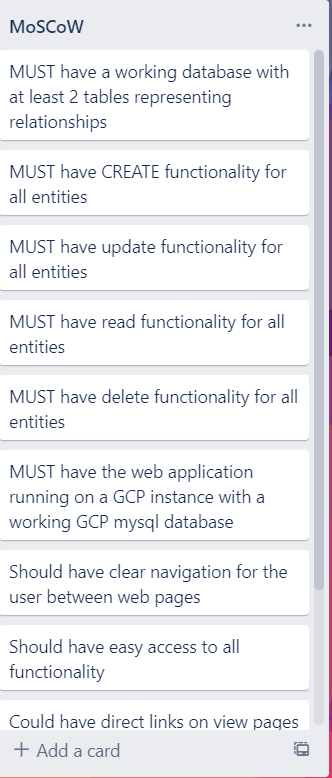 MoSCoW
MUST have a working database with
at least 2 tables representing
relationships
MUST have CREATE functionality for
all entities
MUST have update functionality for
all entities
MUST have read functionality for all
entities
MUST have delete functionality for all
entities
MUST have the web application
running on a GCP instance with a
working GCP mysql database
Should have clear navigation for the
user between web pages
Should have easy access to all
functionality
Could have direct links on view pages
+ Add a card